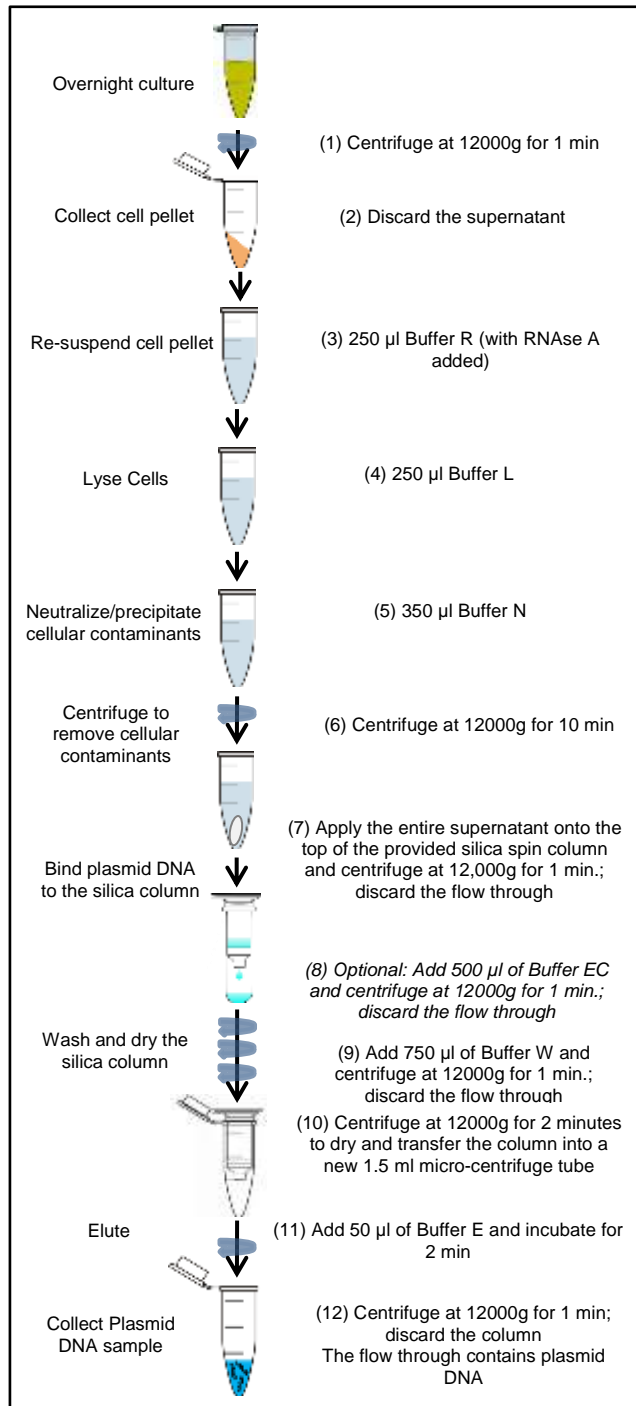 Overnight culture
(1) Centrifuge at 12000g for 1 min
Collect cell pellet
(2) Discard the supernatant
Re-suspend cell pellet
(3) 250 µl Buffer R (with RNAse A
added)
Lyse Cells
(4) 250 µl Buffer L
Neutralize/precipitate
cellular contaminants
(5) 350 µl Buffer N
Centrifuge to
remove cellular
contaminants
(6) Centrifuge at 12000g for 10 min
Bind plasmid DNA
to the silica column
(7) Apply the entire supernatant onto the
top of the provided silica spin column
and centrifuge at 12,000g for 1 min.;
discard the flow through
(8) Optional: Add 500 µl of Buffer EC
and centrifuge at 12000g for 1 min.;
discard the flow through
Wash and dry the
silica column
(9) Add 750 µl of Buffer W and
centrifuge at 12000g for 1 min.;
discard the flow through
(10) Centrifuge at 12000g for 2 minutes
to dry and transfer the column into a
new 1.5 ml micro-centrifuge tube
Elute
(11) Add 50 µl of Buffer E and incubate for
2 min
Collect Plasmid
DNA sample
(12) Centrifuge at 12000g for 1 min;
discard the column
The flow through contains plasmid
DNA